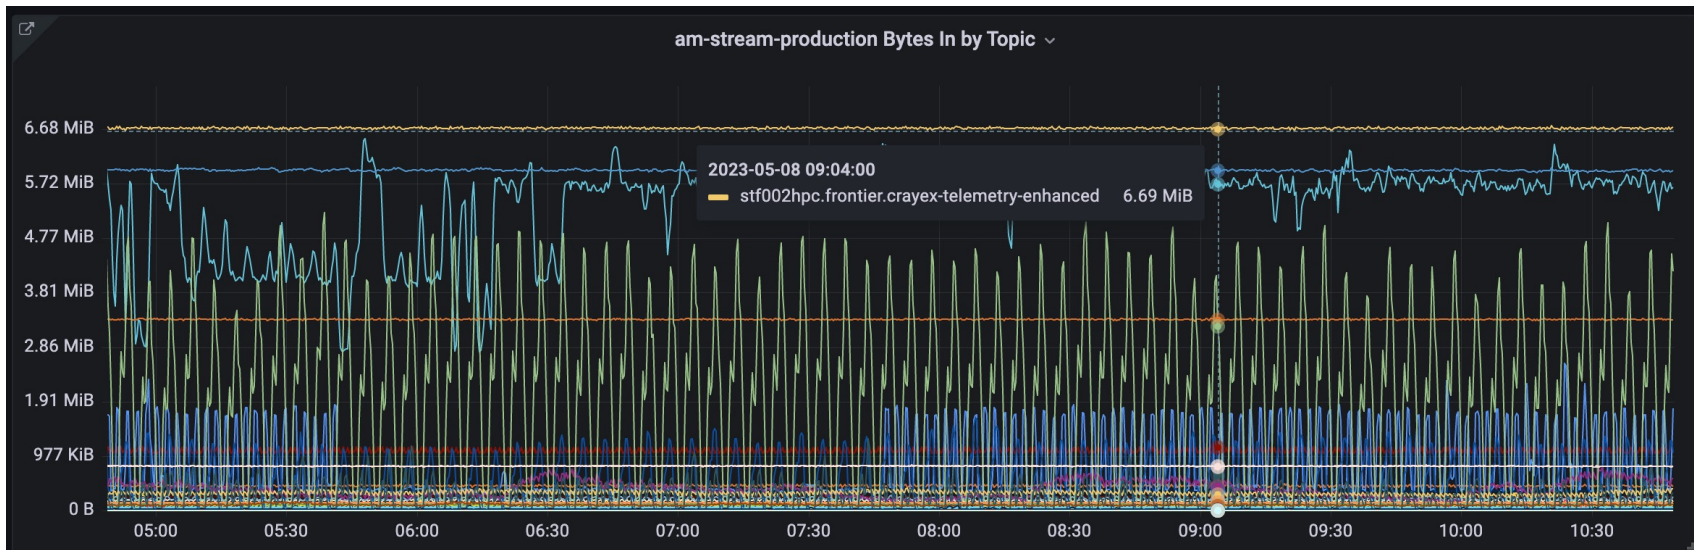 am-stream-production Bytes In by Topic
6.68 MiB
5.72 MiB
4.77 MiB
3.81 MiB
2.86 MiB
1.91 MiB
977 KiB
0 B
2023-05-08 09:04:00
stf002hpc.frontier.crayex-telemetry-enhanced 6.69 MiB
05:00 05:30 06:00 06:30 07:00 07:30 08:00 08:30 09:00 09:30 10:00 10:30